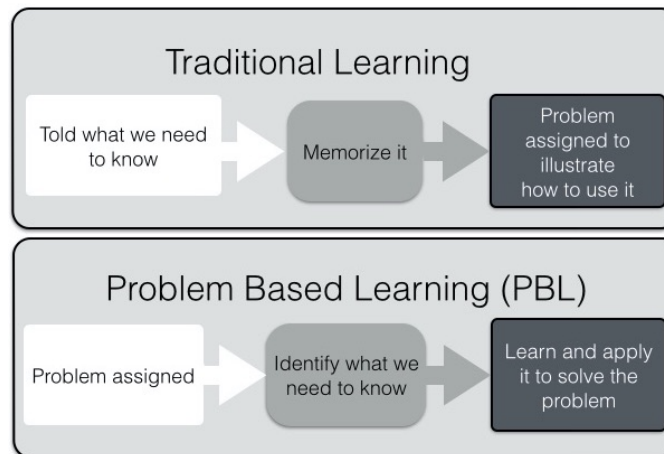 Traditional Learning
Told what we need
to know
Memorize it
Problem
assigned to
illustrate
how to use it
Problem Based Learning (PBL)
Problem assigned
Identify what we
need to know
Learn and apply
it to solve the
problem